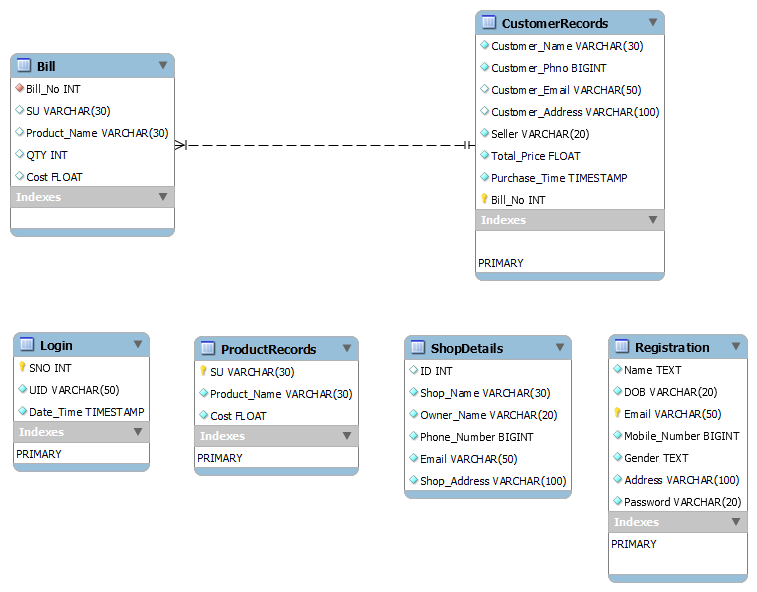 Bill
Bill_No INT
SU VARCHAR(30)
Product_Name VARCHAR(30)
QTY INT
Cost FLOAT
Indexes
CustomerRecords
Customer_Name VARCHAR(30)
Customer_Phno BIGINT
Customer_Email VARCHAR(50)
Customer_Address VARCHAR(100)
Seller VARCHAR(20)
Total_Price FLOAT
Purchase_Time TIMESTAMP
Bill_No INT
Indexes
PRIMARY
Login
SNO INT
UID VARCHAR(50)
Date_Time TIMESTAMP
Indexes
PRIMARY
ProductRecords
SU VARCHAR(30)
Product_Name VARCHAR(30)
Cost FLOAT
Indexes
PRIMARY
ShopDetails
ID INT
Shop_Name VARCHAR(30)
Owner_Name VARCHAR(20)
Phone_Number BIGINT
Email VARCHAR(50)
Shop_Address VARCHAR(100)
Registration
Name TEXT
DOB VARCHAR(20)
Email VARCHAR(50)
Mobile_Number BIGINT
Gender TEXT
Address VARCHAR(100)
Password VARCHAR(20)
Indexes
PRIMARY